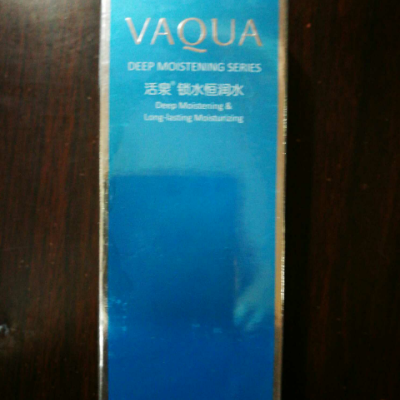 VAQUA
DEEP MOISTENING SERIES
活泉®锁水恒润水
Deep Moistening &
Long-lasting Moisturizing